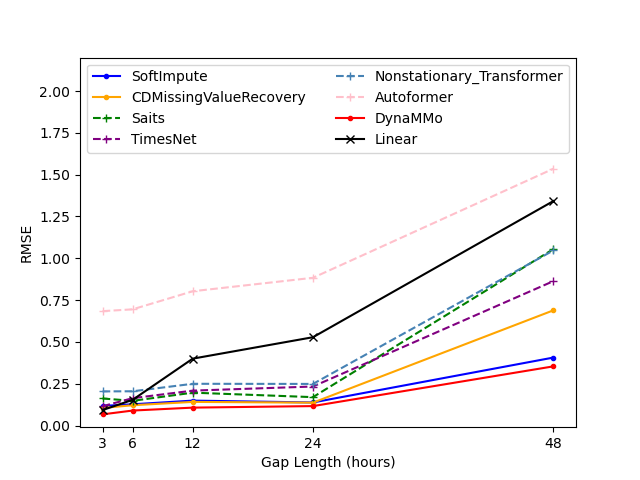 SoftImpute
CDMissingValueRecovery
Saits
TimesNet
Nonstationary_Transformer
Autoformer
DynaMMo
Linear
2.00
1.75
1.50
1.25
1.00
0.75
0.50
0.25
0.00
RMSE
3 6 12 24 48
Gap Length (hours)